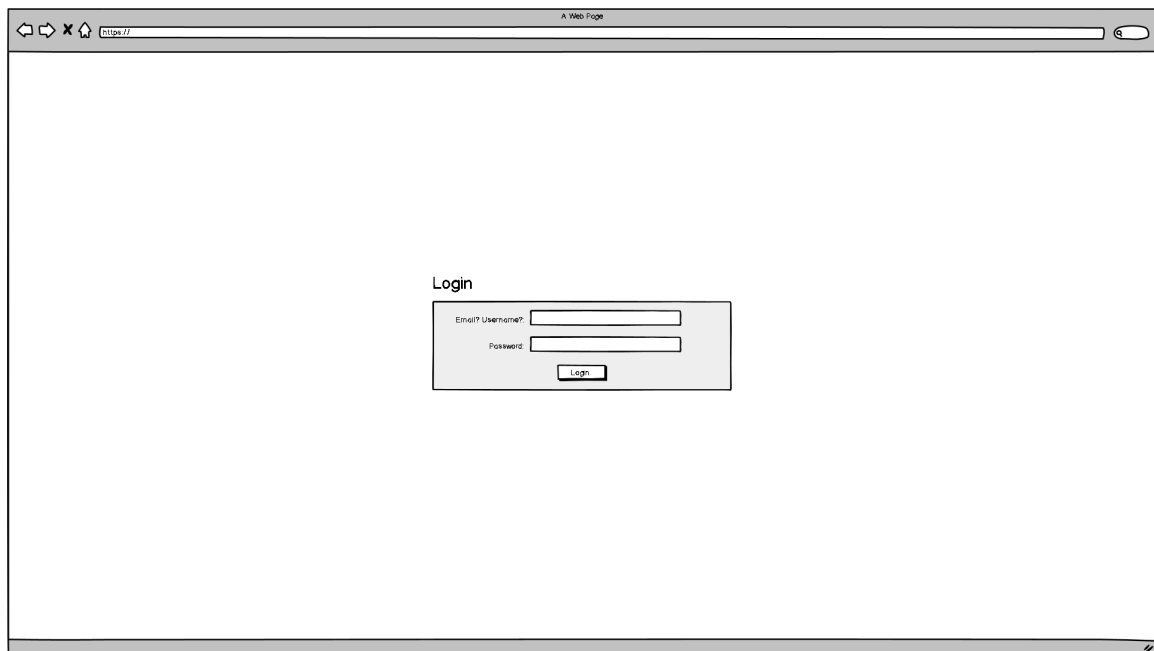 A Web Page
https://
Login
Email? Username?:
Password:
Login